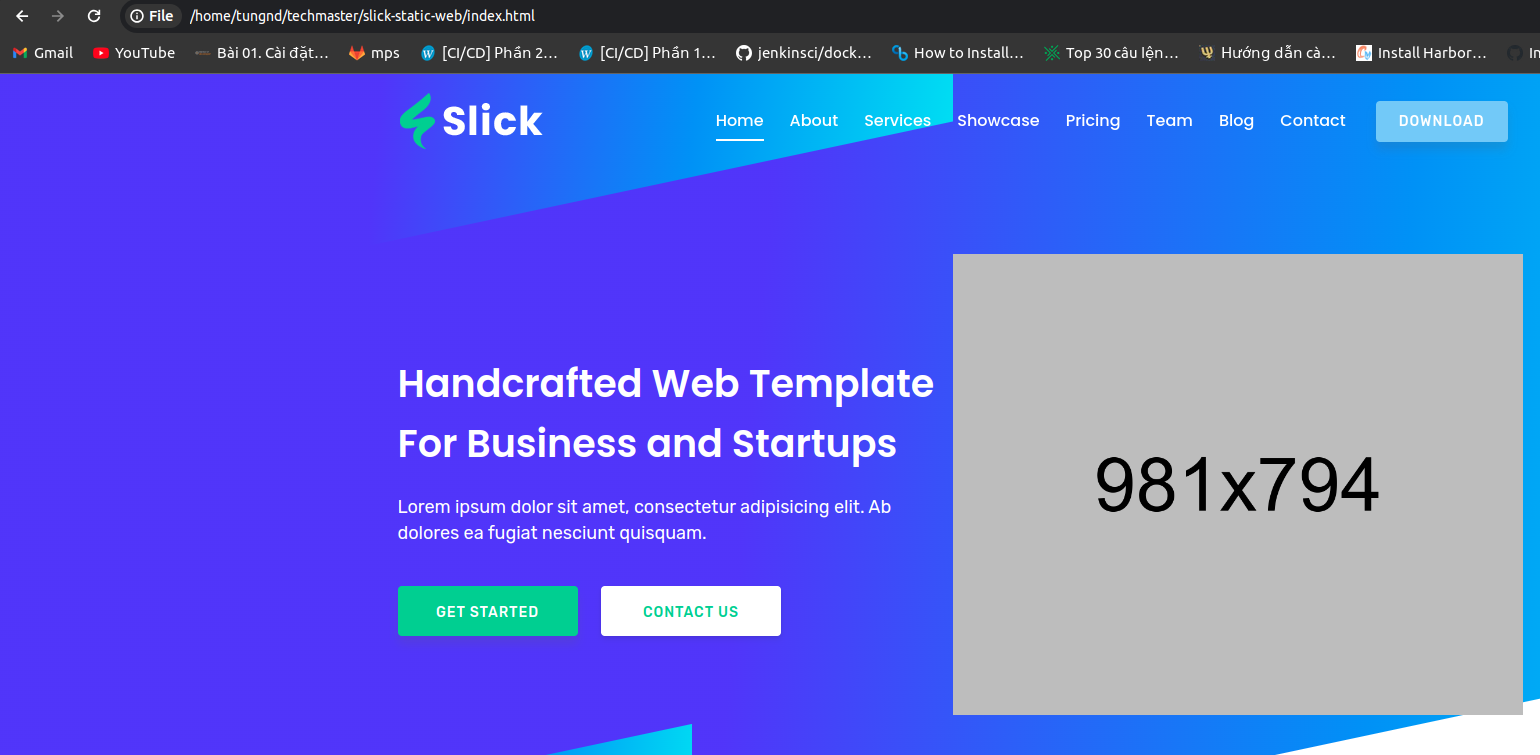 File /home/tungnd/techmaster/slick-static-web/index.html
Gmail YouTube Bài 01. Cài đặt... mps [CI/CD] Phần 2... [CI/CD] Phần 1... jenkinsci/dock... How to Install... Top 30 câu lện... Hướng dẫn cà... Install Harbor... In
Slick Home About Services Showcase Pricing Team Blog Contact DOWNLOAD
Handcrafted Web Template
For Business and Startups
Lorem ipsum dolor sit amet, consectetur adipisicing elit. Ab
dolores ea fugiat nesciunt quisquam.
GET STARTED CONTACT US
981x794